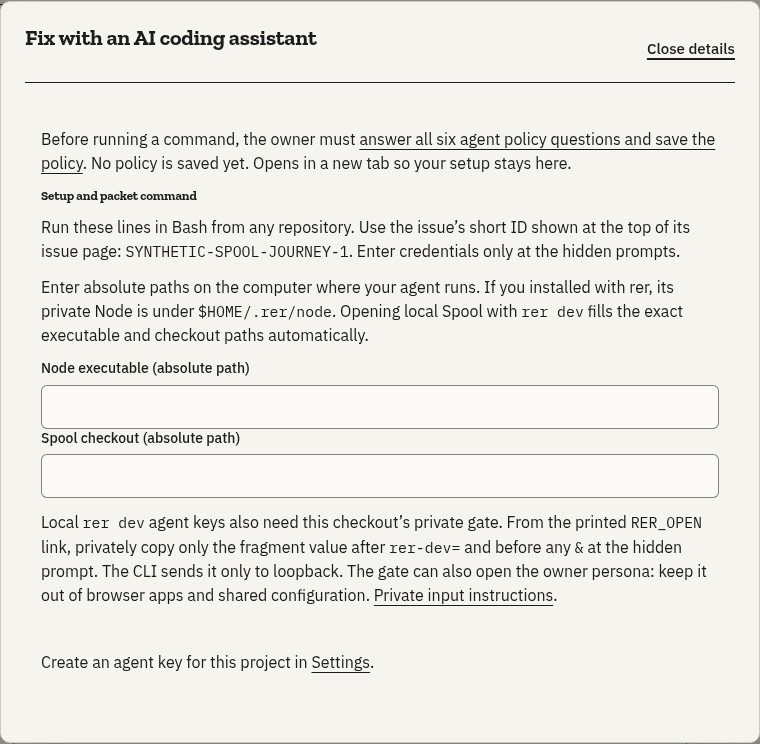 Fix with an AI coding assistant
Close details
Before running a command, the owner must answer all six agent policy questions and save the
policy. No policy is saved yet. Opens in a new tab so your setup stays here.
Setup and packet command
Run these lines in Bash from any repository. Use the issue’s short ID shown at the top of its
issue page: SYNTHETIC-SPOOL-JOURNEY-1. Enter credentials only at the hidden prompts.
Enter absolute paths on the computer where your agent runs. If you installed with rer, its
private Node is under $HOME/.rer/node. Opening local Spool with rer dev fills the exact
executable and checkout paths automatically.
Node executable (absolute path)
Spool checkout (absolute path)
Local rer dev agent keys also need this checkout’s private gate. From the printed RER_OPEN
link, privately copy only the fragment value after rer-dev= and before any & at the hidden
prompt. The CLI sends it only to loopback. The gate can also open the owner persona: keep it
out of browser apps and shared configuration. Private input instructions.
Create an agent key for this project in Settings.